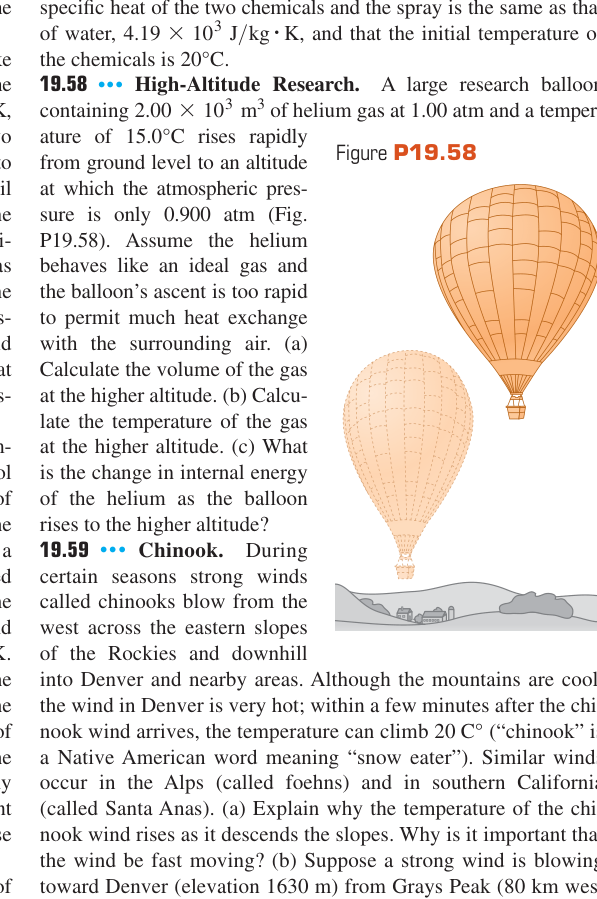 specific heat of the two chemicals and the spray is the same as
of water, 4.19 × 10³ J/kg · K, and that the initial temperature
the chemicals is 20°C.
19.58 ••• High-Altitude Research. A large research balloon
containing 2.00 × 10³ m³ of helium gas at 1.00 atm and a temper-
ature of 15.0°C rises rapidly
from ground level to an altitude
at which the atmospheric pres-
sure is only 0.900 atm (Fig.
P19.58). Assume the helium
behaves like an ideal gas and
the balloon's ascent is too rapid
to permit much heat exchange
with the surrounding air. (a)
Calculate the volume of the gas
at the higher altitude. (b) Calcu-
late the temperature of the gas
at the higher altitude. (c) What
is the change in internal energy
of the helium as the balloon
rises to the higher altitude?
Figure P19.58
19.59 ••• Chinook. During
certain seasons strong winds
called chinooks blow from the
west across the eastern slopes
of the Rockies and downhill
into Denver and nearby areas. Although the mountains are cool,
the wind in Denver is very hot; within a few minutes after the chi-
nook wind arrives, the temperature can climb 20 C° (“chinook”
a Native American word meaning “snow eater”). Similar winds
occur in the Alps (called foehns) and in southern California
(called Santa Anas). (a) Explain why the temperature of the chi-
nook wind rises as it descends the slopes. Why is it important
the wind be fast moving? (b) Suppose a strong wind is blowing
toward Denver (elevation 1630 m) from Grays Peak (80 km